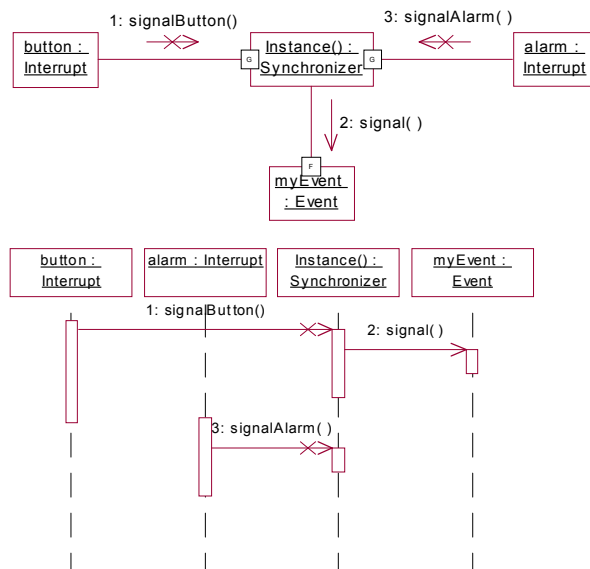 1: signalButton()
3: signalAlarm( )
button :
Interrupt
Instance() :
Synchronizer
alarm :
Interrupt
G
G
2: signal( )
F
myEvent
: Event
button :
Interrupt
alarm : Interrupt
Instance() :
Synchronizer
myEvent :
Event
1: signalButton()
2: signal()
3: signalAlarm( )